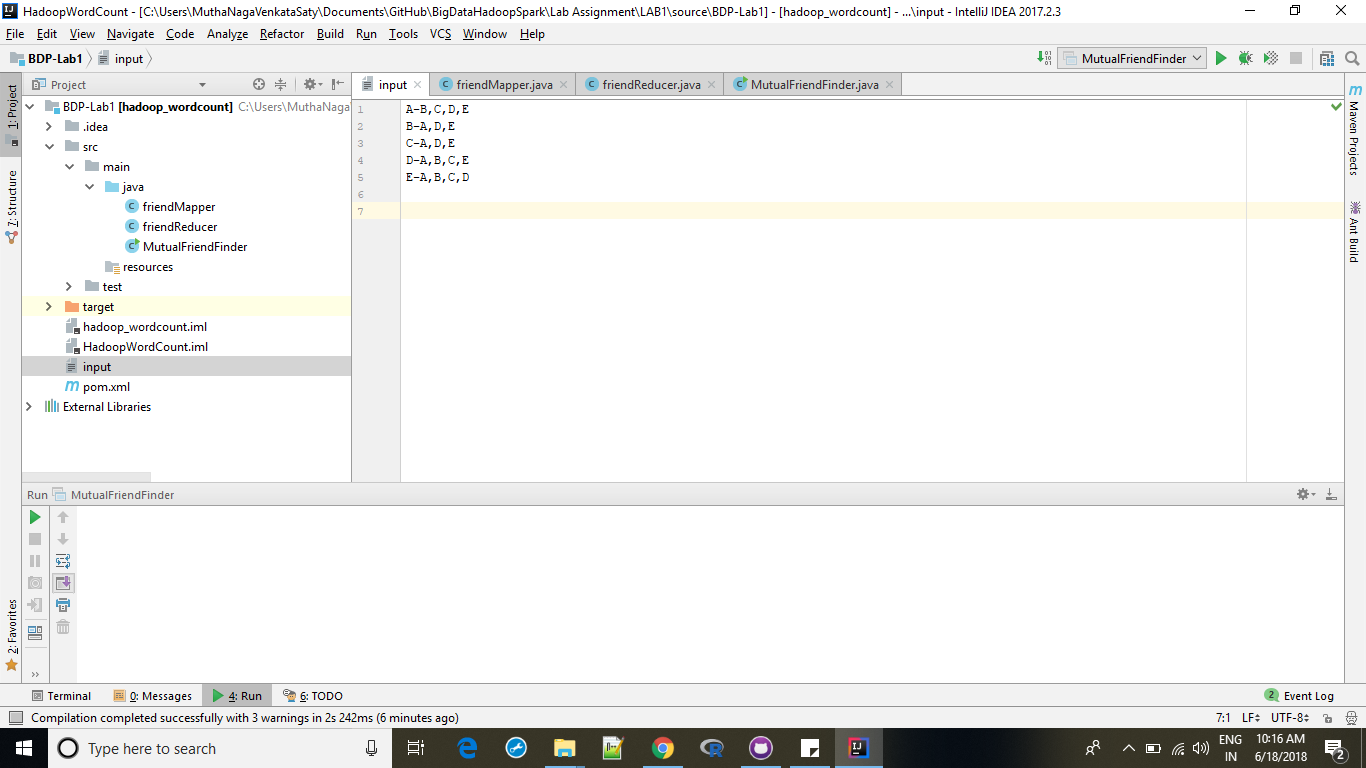 HadoopWordCount - [C:\Users\MuthaNagaVenkataSaty\Documents\GitHub\BigDataHadoopSpark\Lab Assignment\LAB1\source\BDP-Lab1] - [hadoop_wordcount] - ...\input - IntelliJ IDEA 2017.2.3
File Edit View Navigate Code Analyze Refactor Build Run Tools VCS Window Help
BDP-Lab1 input MutualFriendFinder
Project input friendMapper.java friendReducer.java MutualFriendFinder.java
1: Project
7: Structure
2: Favorites
BDP-Lab1 [hadoop_wordcount] C:\Users\MuthaNaga
.idea
src
main
java
friendMapper
friendReducer
MutualFriendFinder
resources
test
target
hadoop_wordcount.iml
HadoopWordCount.iml
input
pom.xml
External Libraries
1 A-B,C,D,E
2 B-A,D,E
3 C-A,D,E
4 D-A,B,C,E
5 E-A,B,C,D
6
7
Maven Projects
Ant Build
Run MutualFriendFinder
Terminal 0: Messages 4: Run 6: TODO 2 Event Log
Compilation completed successfully with 3 warnings in 2s 242ms (6 minutes ago) 7:1 LF UTF-8
Type here to search
ENG 10:16 AM
IN 6/18/2018 2